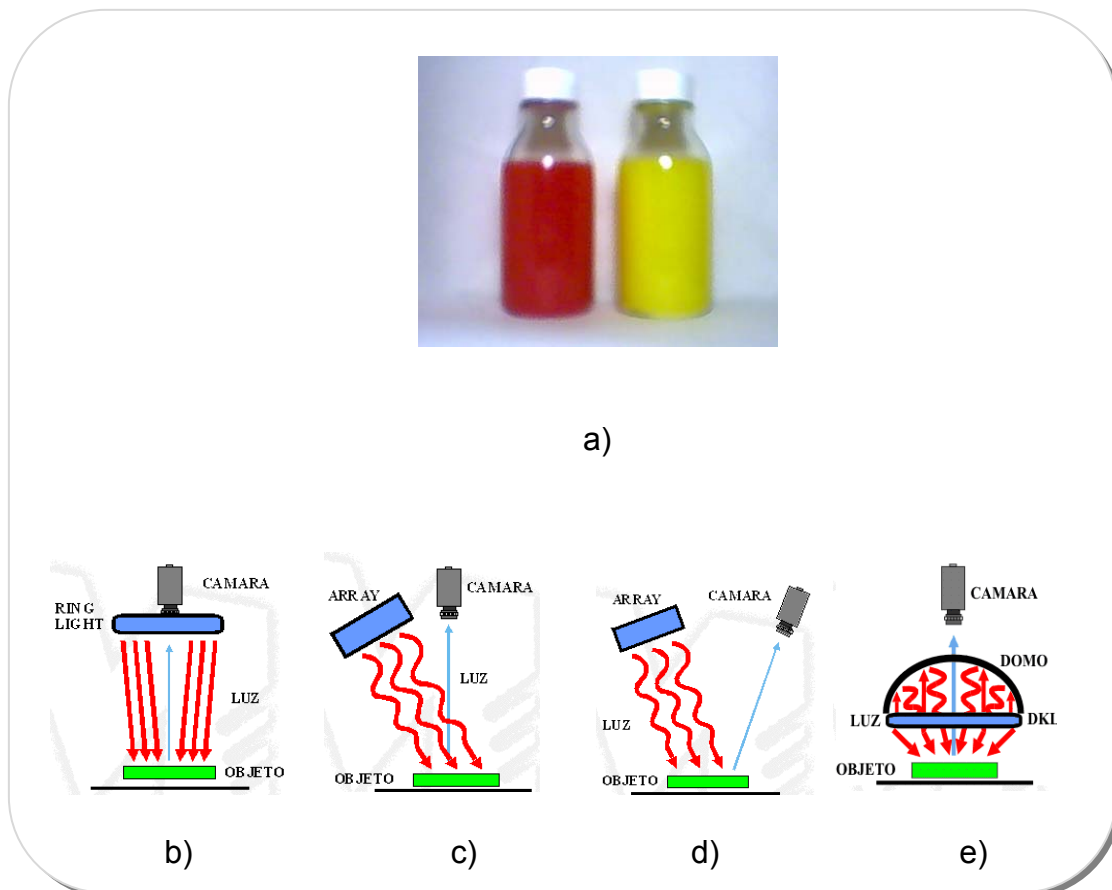 a)
CAMARA
RING
LIGHT
LUZ
OBJETO
ARRAY
CAMARA
LUZ
OBJETO
ARRAY
CAMARA
LUZ
OBJETO
CAMARA
DOMO
LUZ
DKL
OBJETO
b)
c)
d)
e)